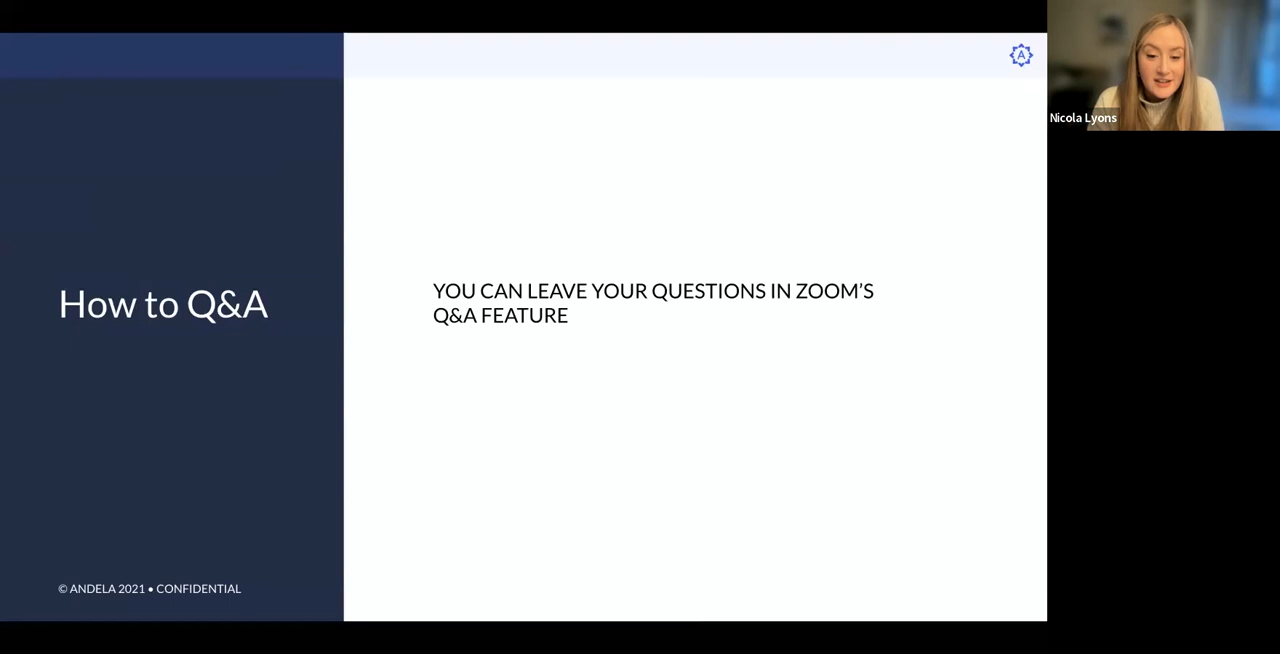 A
Nicola Lyons
How to Q&A
YOU CAN LEAVE YOUR QUESTIONS IN ZOOM’S
Q&A FEATURE
© ANDELA 2021 • CONFIDENTIAL